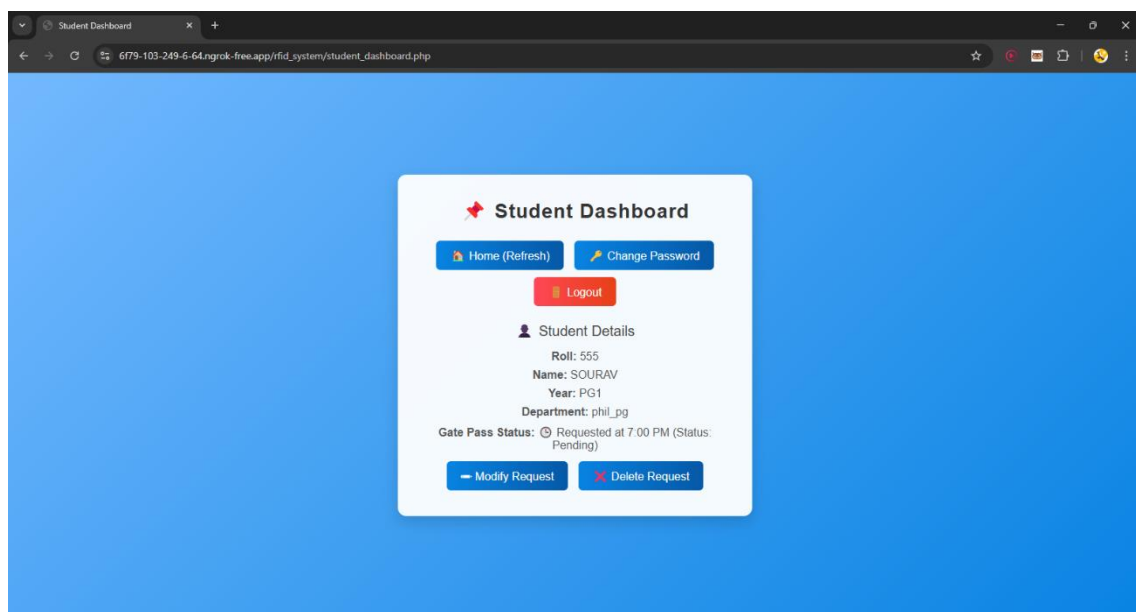 Student Dashboard
6f79-103-249-6-64.ngrok-free.app/rfid_system/student_dashboard.php
Student Dashboard
Home (Refresh)
Change Password
Logout
Student Details
Roll: 555
Name: SOURAV
Year: PG1
Department: phil_pg
Gate Pass Status: Requested at 7:00 PM (Status:
Pending)
Modify Request
Delete Request